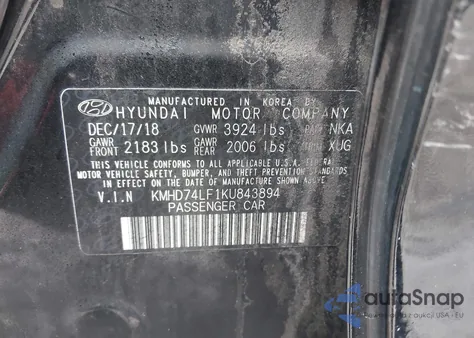 MANUFACTURED IN KOREA BY
HYUNDAI MOTOR COMPANY
DEC/17/18 GVWR 3924 lbs NKA
GAWR FRONT 2183 lbs GAWR REAR 2006 lbs XUG
THIS VEHICLE CONFORMS TO ALL APPLICABLE U.S.A FEDERAL
MOTOR VEHICLE SAFETY, BUMPER, AND THEFT PREVENTION STANDARDS
IN EFFECT ON THE DATE OF MANUFACTURE SHOWN ABOVE.
V.I.N KMHD74LF1KU843894
PASSENGER CAR
autoSnap